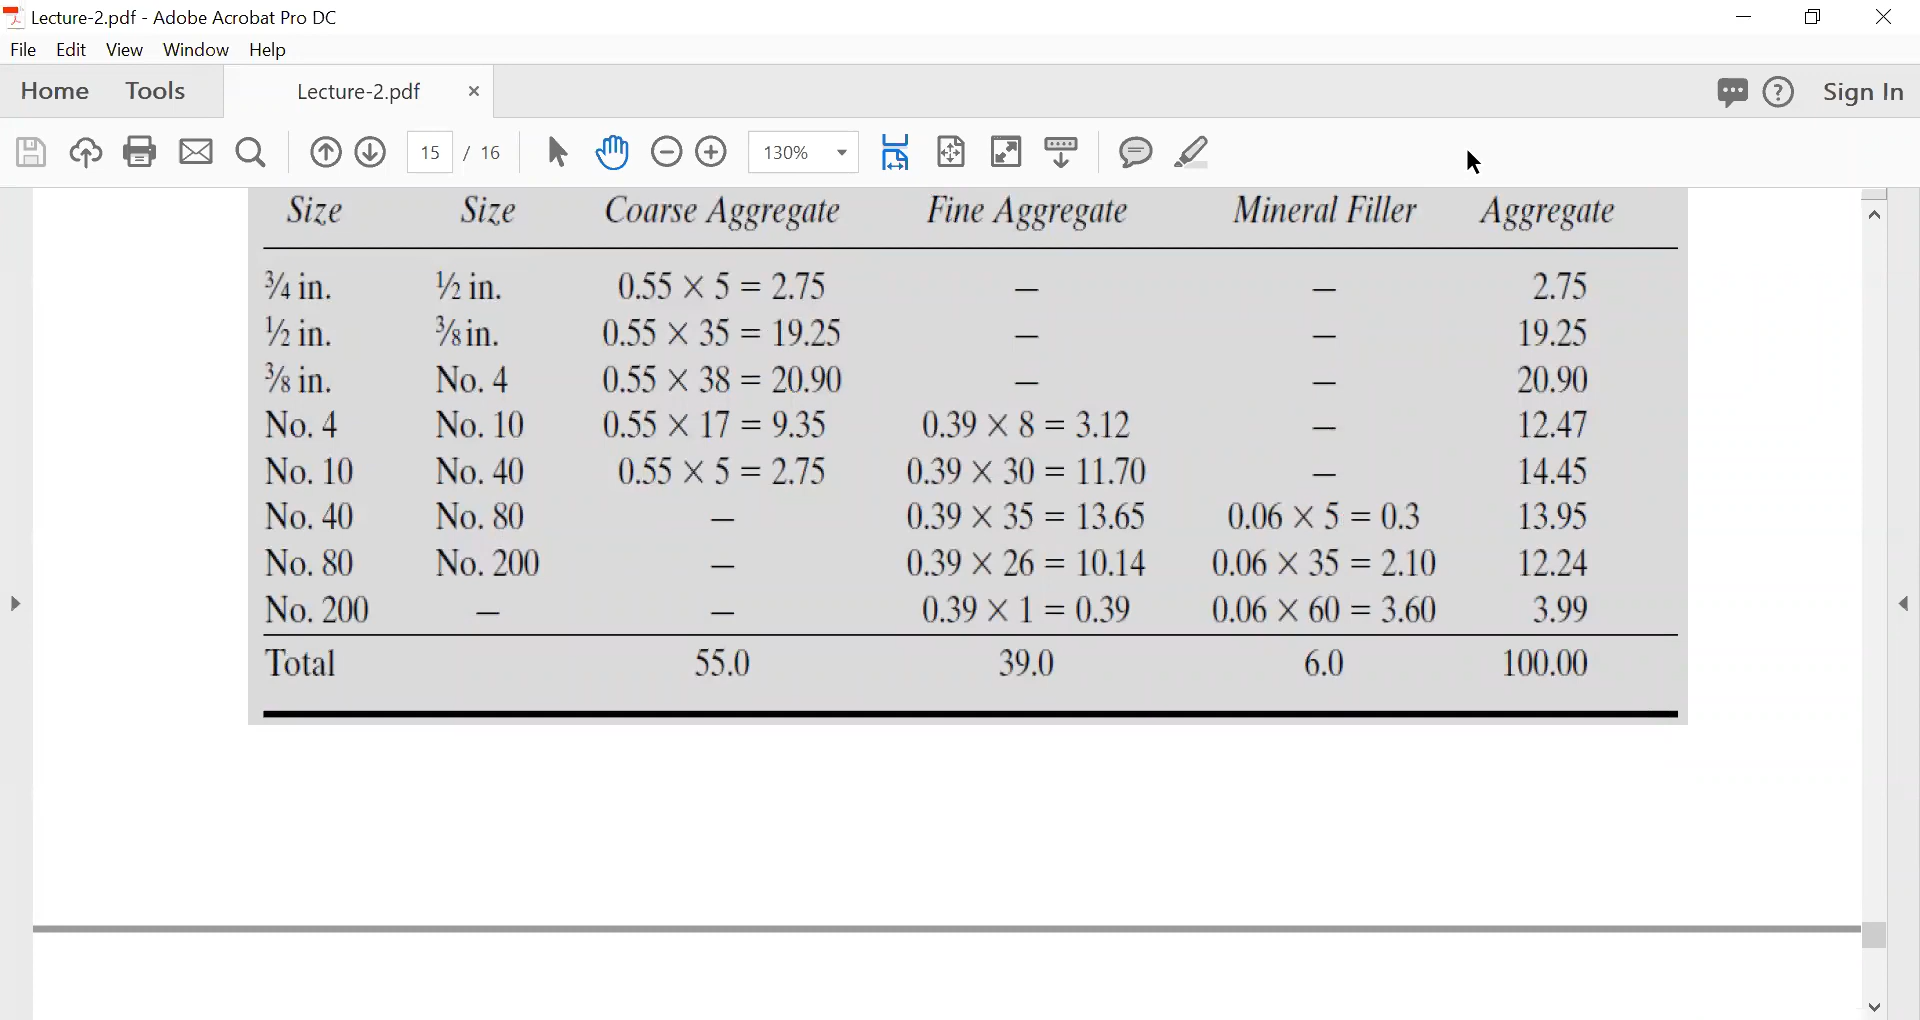 Lecture-2.pdf - Adobe Acrobat Pro DC
File Edit View Window Help
Home Tools Lecture-2.pdf × Sign In
15 / 16 130%
Size Size Coarse Aggregate Fine Aggregate Mineral Filler Aggregate
¾ in. ½ in. 0.55 × 5 = 2.75 — — 2.75
½ in. ⅜ in. 0.55 × 35 = 19.25 — — 19.25
⅜ in. No. 4 0.55 × 38 = 20.90 — — 20.90
No. 4 No. 10 0.55 × 17 = 9.35 0.39 × 8 = 3.12 — 12.47
No. 10 No. 40 0.55 × 5 = 2.75 0.39 × 30 = 11.70 — 14.45
No. 40 No. 80 — 0.39 × 35 = 13.65 0.06 × 5 = 0.3 13.95
No. 80 No. 200 — 0.39 × 26 = 10.14 0.06 × 35 = 2.10 12.24
No. 200 — — 0.39 × 1 = 0.39 0.06 × 60 = 3.60 3.99
Total 55.0 39.0 6.0 100.00